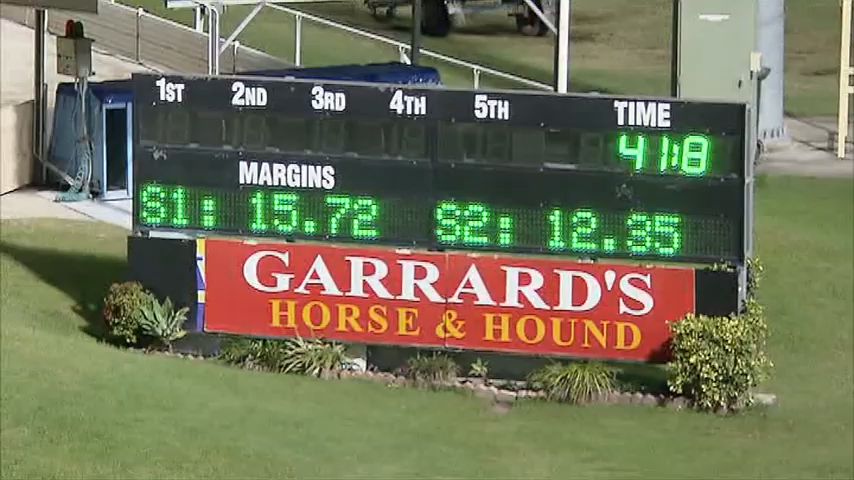 1ST 2ND 3RD 4TH 5TH TIME
41:8
MARGINS
S1: 15.72 S2: 12.35
GARRARD'S
HORSE & HOUND